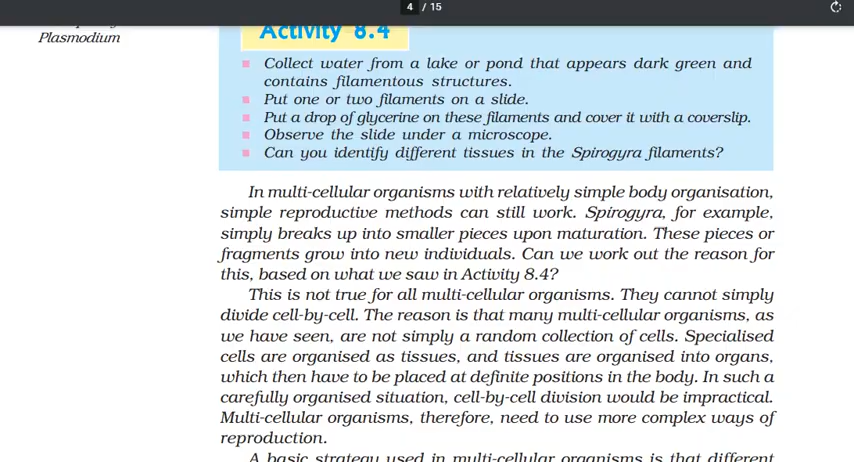 4 / 15
Plasmodium
Activity 8.4
Collect water from a lake or pond that appears dark green and
contains filamentous structures.
Put one or two filaments on a slide.
Put a drop of glycerine on these filaments and cover it with a coverslip.
Observe the slide under a microscope.
Can you identify different tissues in the Spirogyra filaments?
In multi-cellular organisms with relatively simple body organisation,
simple reproductive methods can still work. Spirogyra, for example,
simply breaks up into smaller pieces upon maturation. These pieces or
fragments grow into new individuals. Can we work out the reason for
this, based on what we saw in Activity 8.4?
This is not true for all multi-cellular organisms. They cannot simply
divide cell-by-cell. The reason is that many multi-cellular organisms, as
we have seen, are not simply a random collection of cells. Specialised
cells are organised as tissues, and tissues are organised into organs,
which then have to be placed at definite positions in the body. In such a
carefully organised situation, cell-by-cell division would be impractical.
Multi-cellular organisms, therefore, need to use more complex ways of
reproduction.
A basic strategy used in multi-cellular organisms is that different